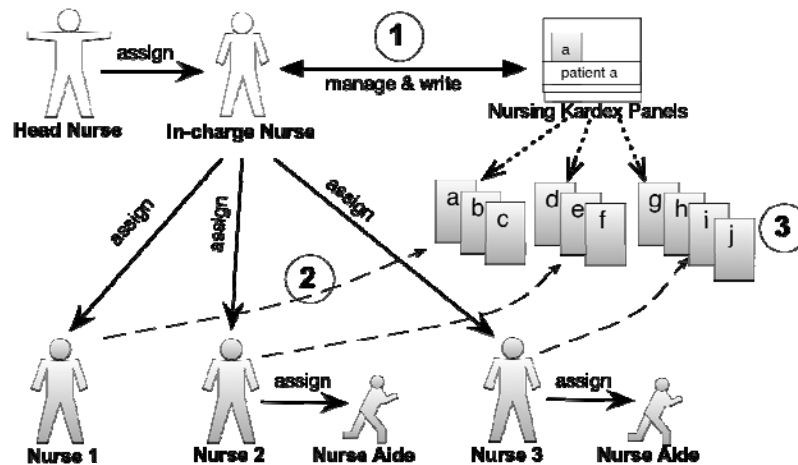 1
a
assign
patient a
manage & write
Head Nurse
In-charge Nurse
Nursing Kardex Panels
a
b
c
d
e
f
g
h
i
j
3
assign
assign
assign
2
assign
assign
Nurse 1
Nurse 2
Nurse Aide
Nurse 3
Nurse Aide